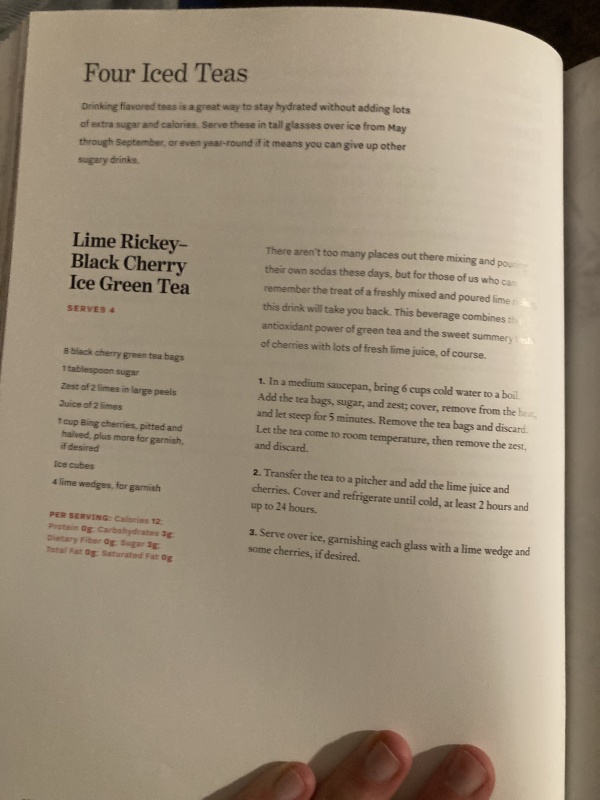 Four Iced Teas
Drinking flavored teas is a great way to stay hydrated without adding lots
of extra sugar and calories. Serve these in tall glasses over ice from May
through September, or even year-round if it means you can give up other
sugary drinks.
Lime Rickey–
Black Cherry
Ice Green Tea
SERVES 4
8 black cherry green tea bags
1 tablespoon sugar
Zest of 2 limes in large peels
Juice of 2 limes
1 cup Bing cherries, pitted and
halved, plus more for garnish,
if desired
Ice cubes
4 lime wedges, for garnish
PER SERVING: Calories 12;
Protein 0g; Carbohydrates 3g;
Dietary Fiber 0g; Sugar 3g;
Total Fat 0g; Saturated Fat 0g
There aren't too many places out there mixing and pouring
their own sodas these days, but for those of us who can
remember the treat of a freshly mixed and poured lime
this drink will take you back. This beverage combines the
antioxidant power of green tea and the sweet summery
of cherries with lots of fresh lime juice, of course.
1. In a medium saucepan, bring 6 cups cold water to a boil.
Add the tea bags, sugar, and zest; cover, remove from the heat,
and let steep for 5 minutes. Remove the tea bags and discard.
Let the tea come to room temperature, then remove the zest,
and discard.
2. Transfer the tea to a pitcher and add the lime juice and
cherries. Cover and refrigerate until cold, at least 2 hours and
up to 24 hours.
3. Serve over ice, garnishing each glass with a lime wedge and
some cherries, if desired.